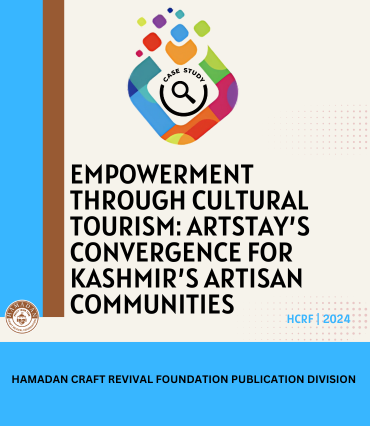 CASE STUDY
EMPOWERMENT
THROUGH CULTURAL
TOURISM: ARTSTAY'S
CONVERGENCE FOR
KASHMIR'S ARTISAN
COMMUNITIES
HCRF | 2024
HAMADAN
HAMADAN CRAFT REVIVAL FOUNDATION PUBLICATION DIVISION